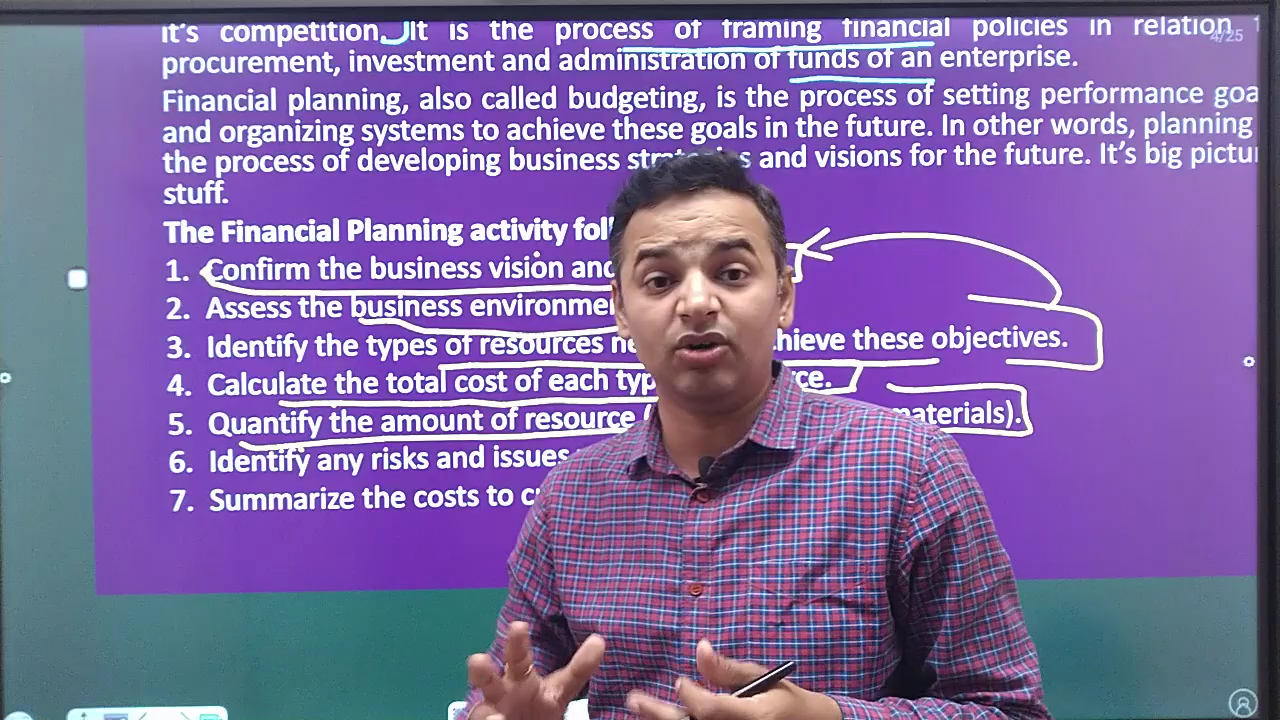 it's competition. It is the process of framing financial policies in relation
4/25
procurement, investment and administration of funds of an enterprise.
Financial planning, also called budgeting, is the process of setting performance goa
and organizing systems to achieve these goals in the future. In other words, planning
the process of developing business and visions for the future. It's big pictu
stuff.
The Financial Planning activity
1. Confirm the business vision and
2. Assess the business
3. Identify the types of resources these objectives.
4. Calculate the total cost of each
5. Quantify the amount of resource materials).
6. Identify any risks and issues
7. Summarize the costs to